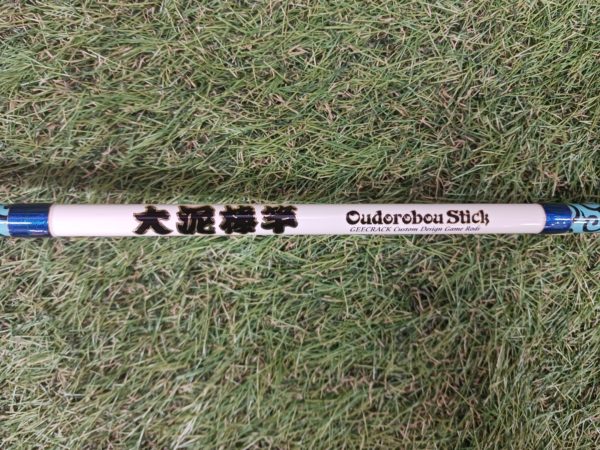 大泥棒竿
Oudorobou Stick
GEECRACK Custom Design Game Rods